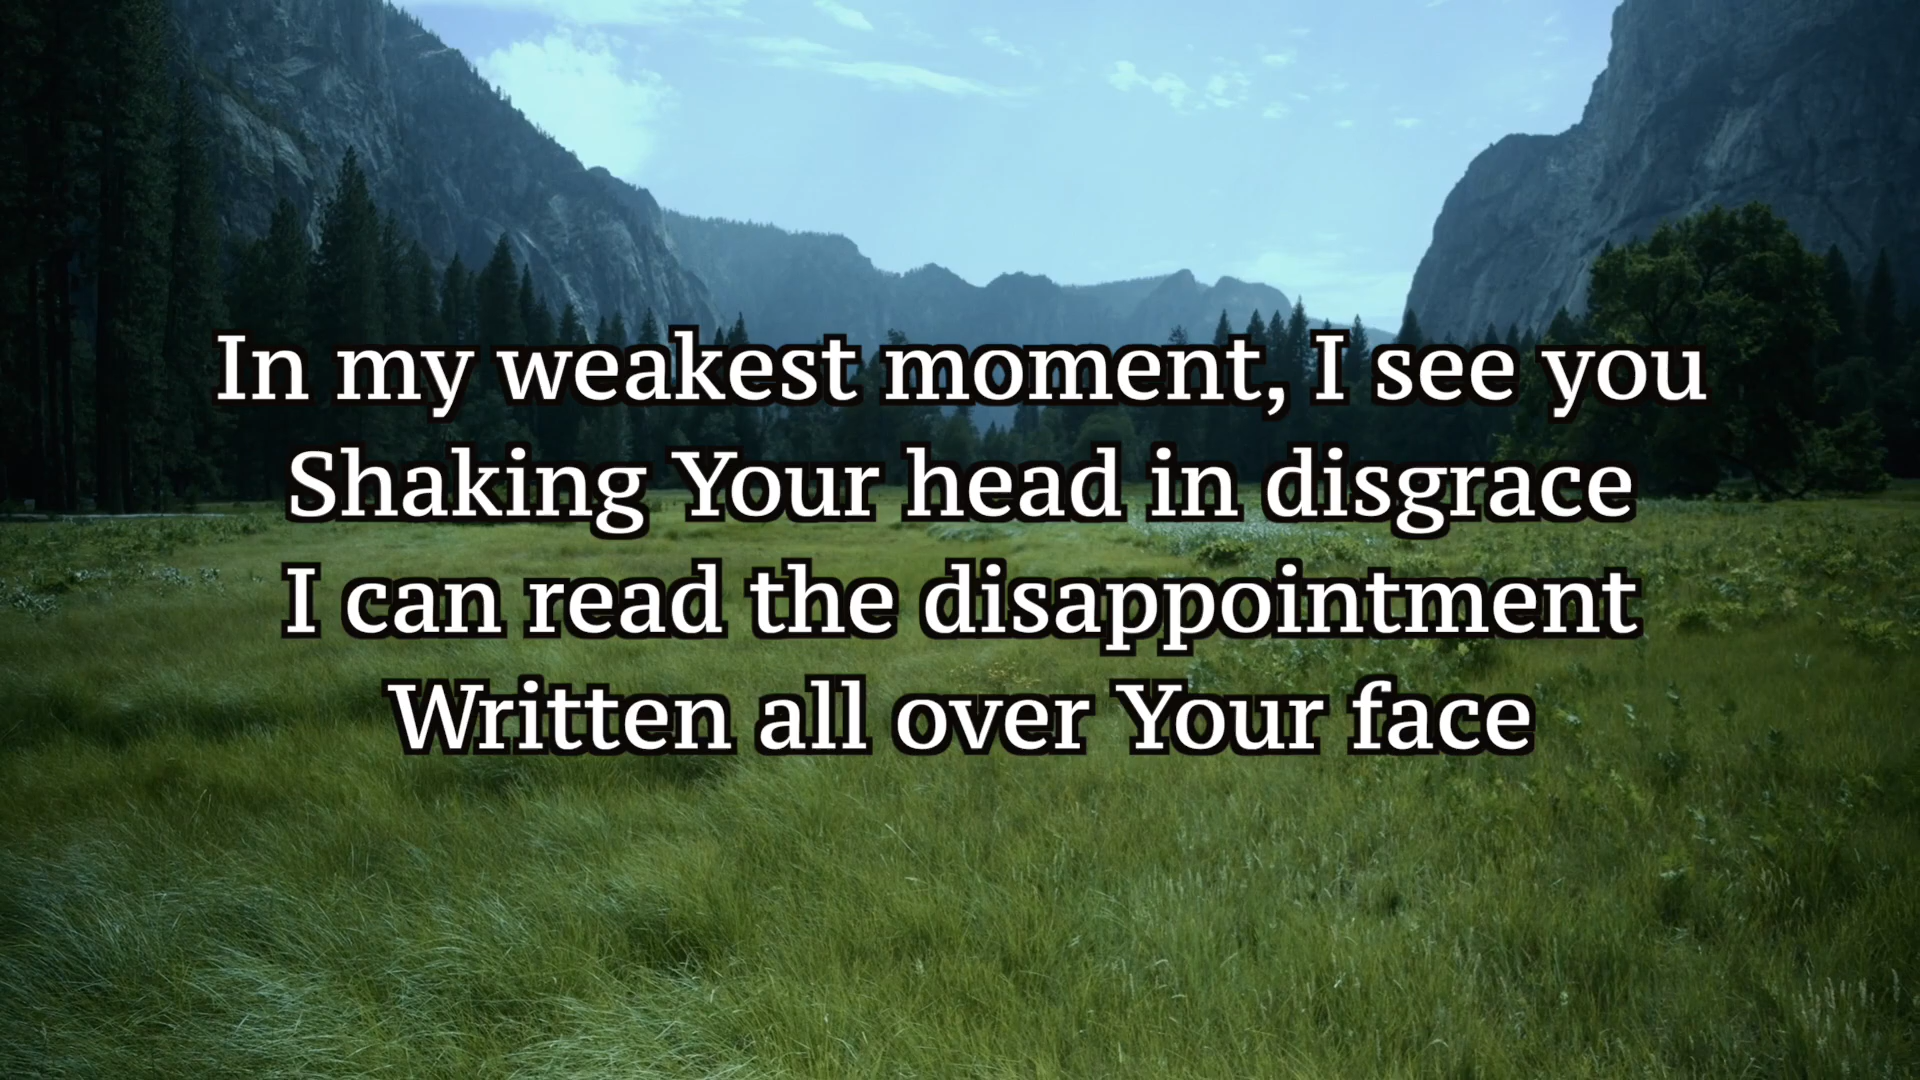 In my weakest moment, I see you
Shaking Your head in disgrace
I can read the disappointment
Written all over Your face